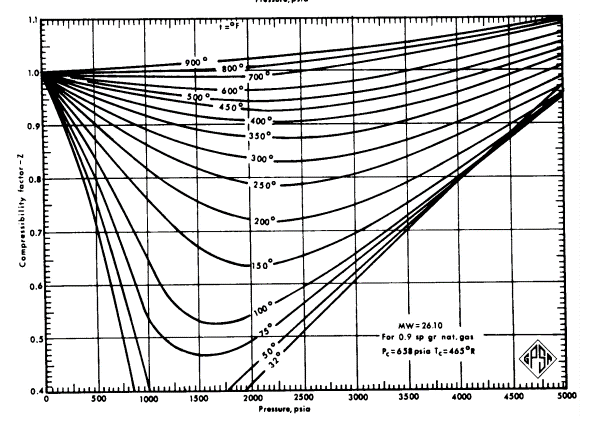 Pressure, psia
1.1
t = °F
900°
800°
700°
1.0
600°
500°
450°
400°
0.9
350°
300°
250°
0.8
200°
0.7
150°
0.6
100°
75°
0.5
50°
32°
0.4
MW = 26.10
For 0.9 sp gr nat. gas
Pc = 658 psia Tc = 465°R
GPSA
Compressibility factor – Z
0 500 1000 1500 2000 2500 3000 3500 4000 4500 5000
Pressure, psia